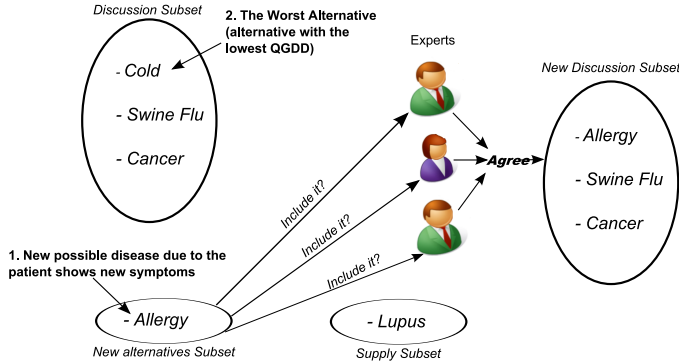 Discussion Subset
2. The Worst Alternative
(alternative with the
lowest QGDD)
- Cold
- Swine Flu
- Cancer
Experts
New Discussion Subset
- Allergy
- Swine Flu
- Cancer
Agree
Include it?
Include it?
Include it?
1. New possible disease due to the
patient shows new symptoms
- Allergy
New alternatives Subset
- Lupus
Supply Subset